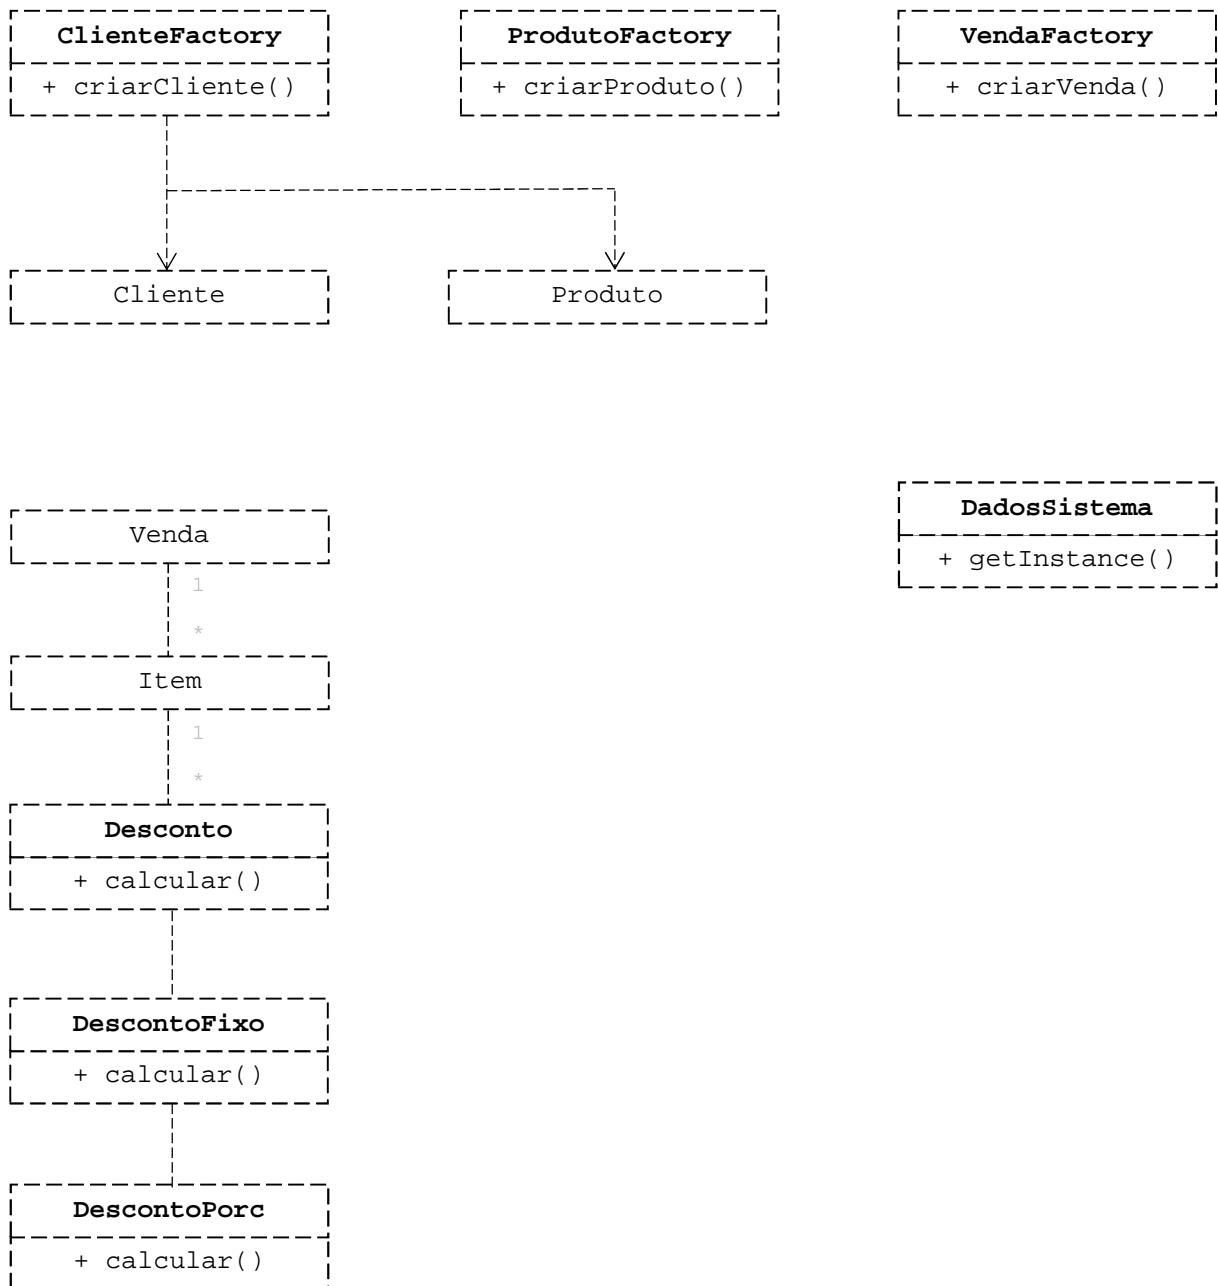 ClienteFactory
+ criarCliente()
ProdutoFactory
+ criarProduto()
VendaFactory
+ criarVenda()
Cliente
Produto
DadosSistema
+ getInstance()
Venda
1
*
Item
1
*
Desconto
+ calcular()
DescontoFixo
+ calcular()
DescontoPorc
+ calcular()